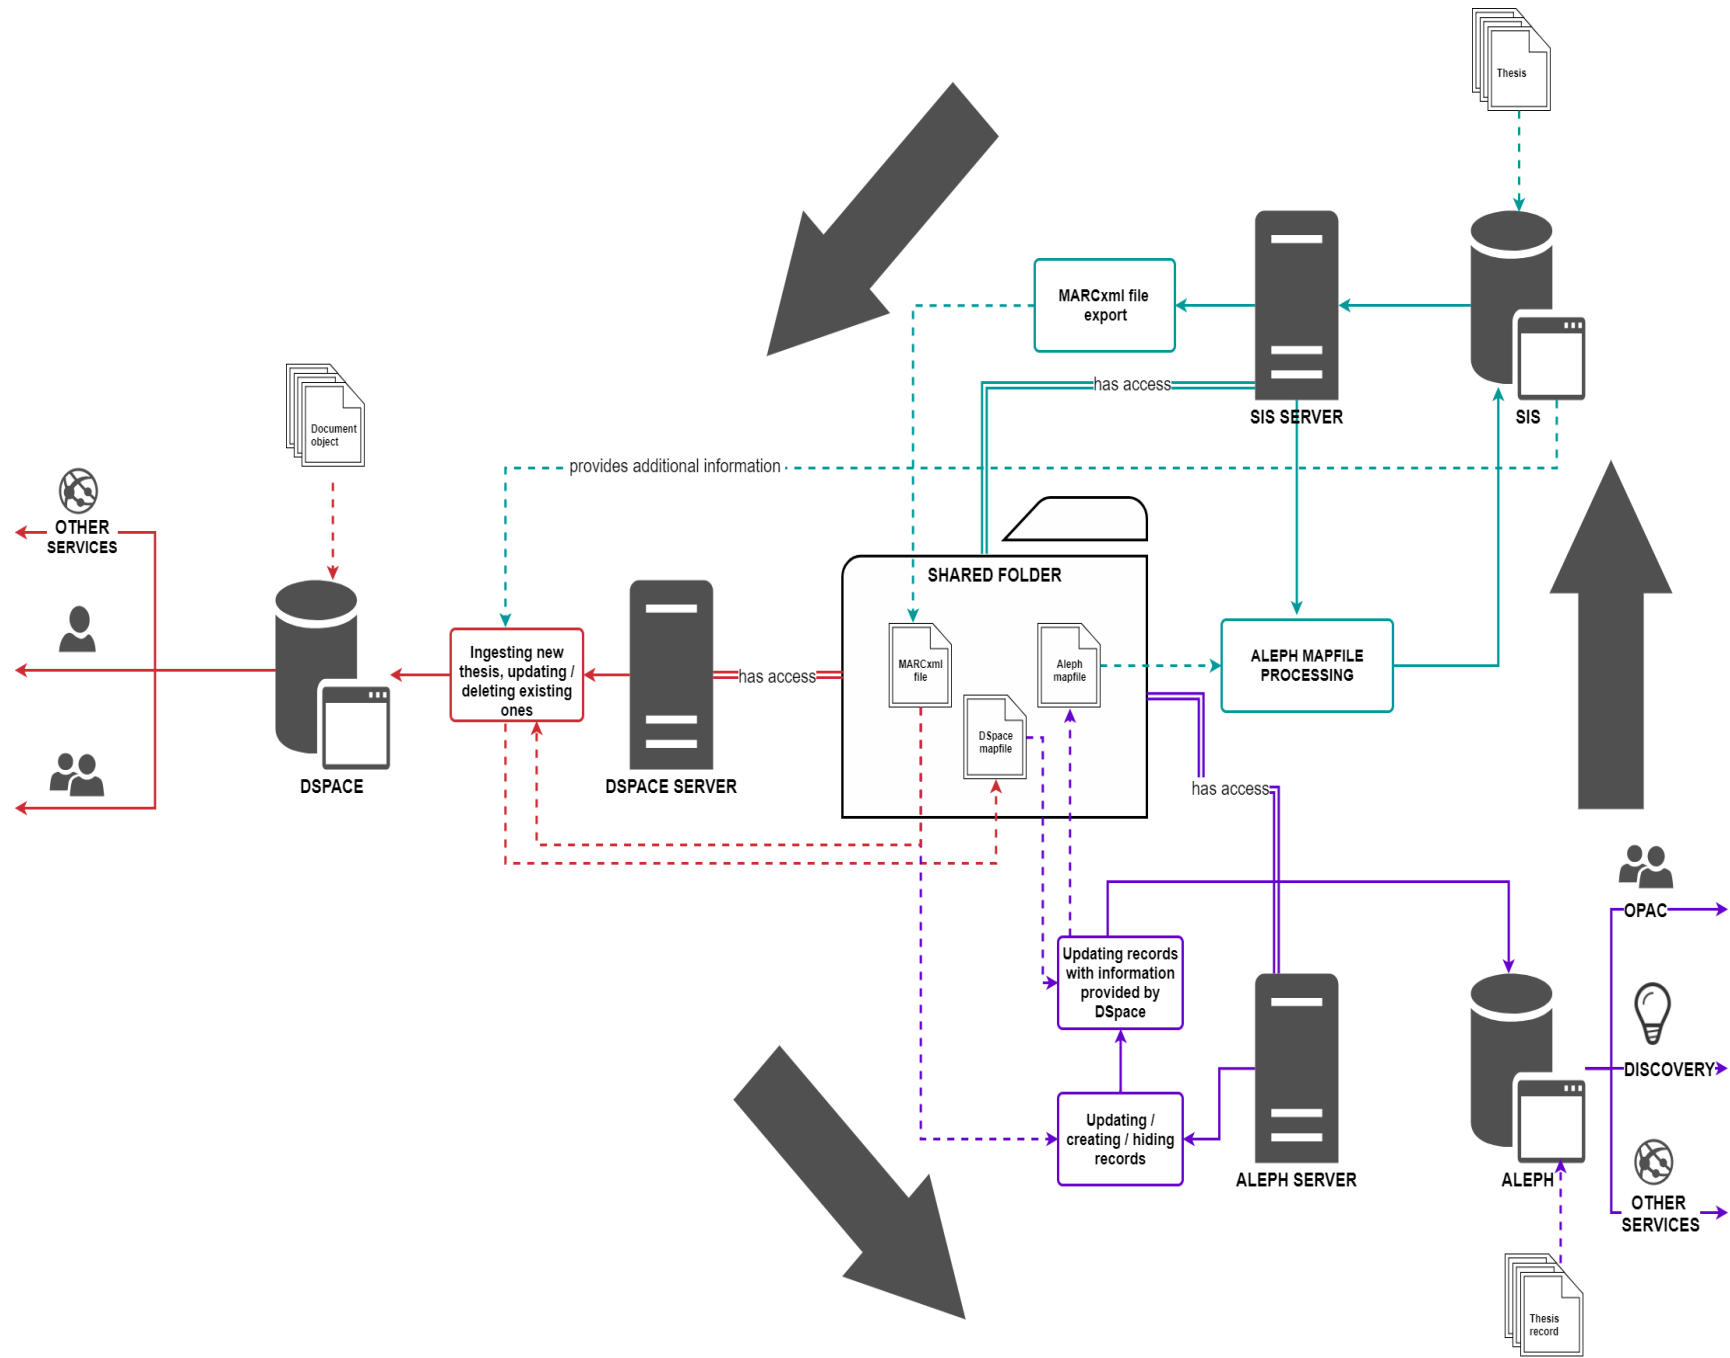 Thesis
MARCxml file
export
has access
SIS SERVER
SIS
Document
object
provides additional information
OTHER
SERVICES
SHARED FOLDER
Ingesting new
thesis, updating /
deleting existing
ones
has access
MARCxml
file
Aleph
mapfile
ALEPH MAPFILE
PROCESSING
DSpace
mapfile
DSPACE
DSPACE SERVER
has access
OPAC
Updating records
with information
provided by
DSpace
DISCOVERY
Updating /
creating / hiding
records
ALEPH SERVER
ALEPH
OTHER
SERVICES
Thesis
record